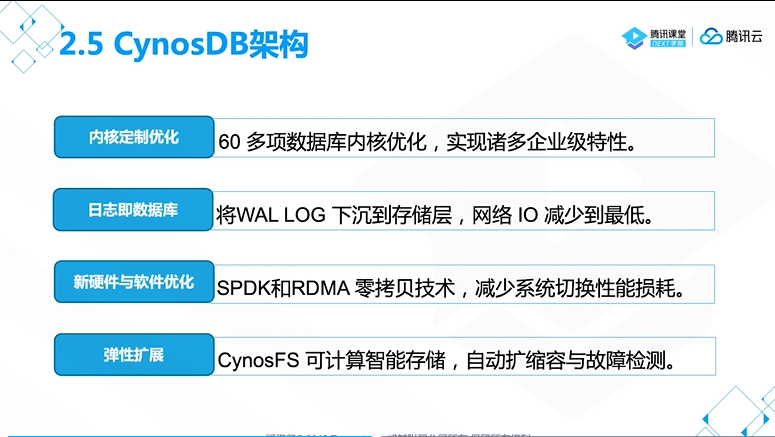 2.5 CynosDB架构
腾讯课堂
NEXT学院
腾讯云
内核定制优化
60 多项数据库内核优化，实现诸多企业级特性。
日志即数据库
将WAL LOG 下沉到存储层，网络 IO 减少到最低。
新硬件与软件优化
SPDK和RDMA 零拷贝技术，减少系统切换性能损耗。
弹性扩展
CynosFS 可计算智能存储，自动扩缩容与故障检测。